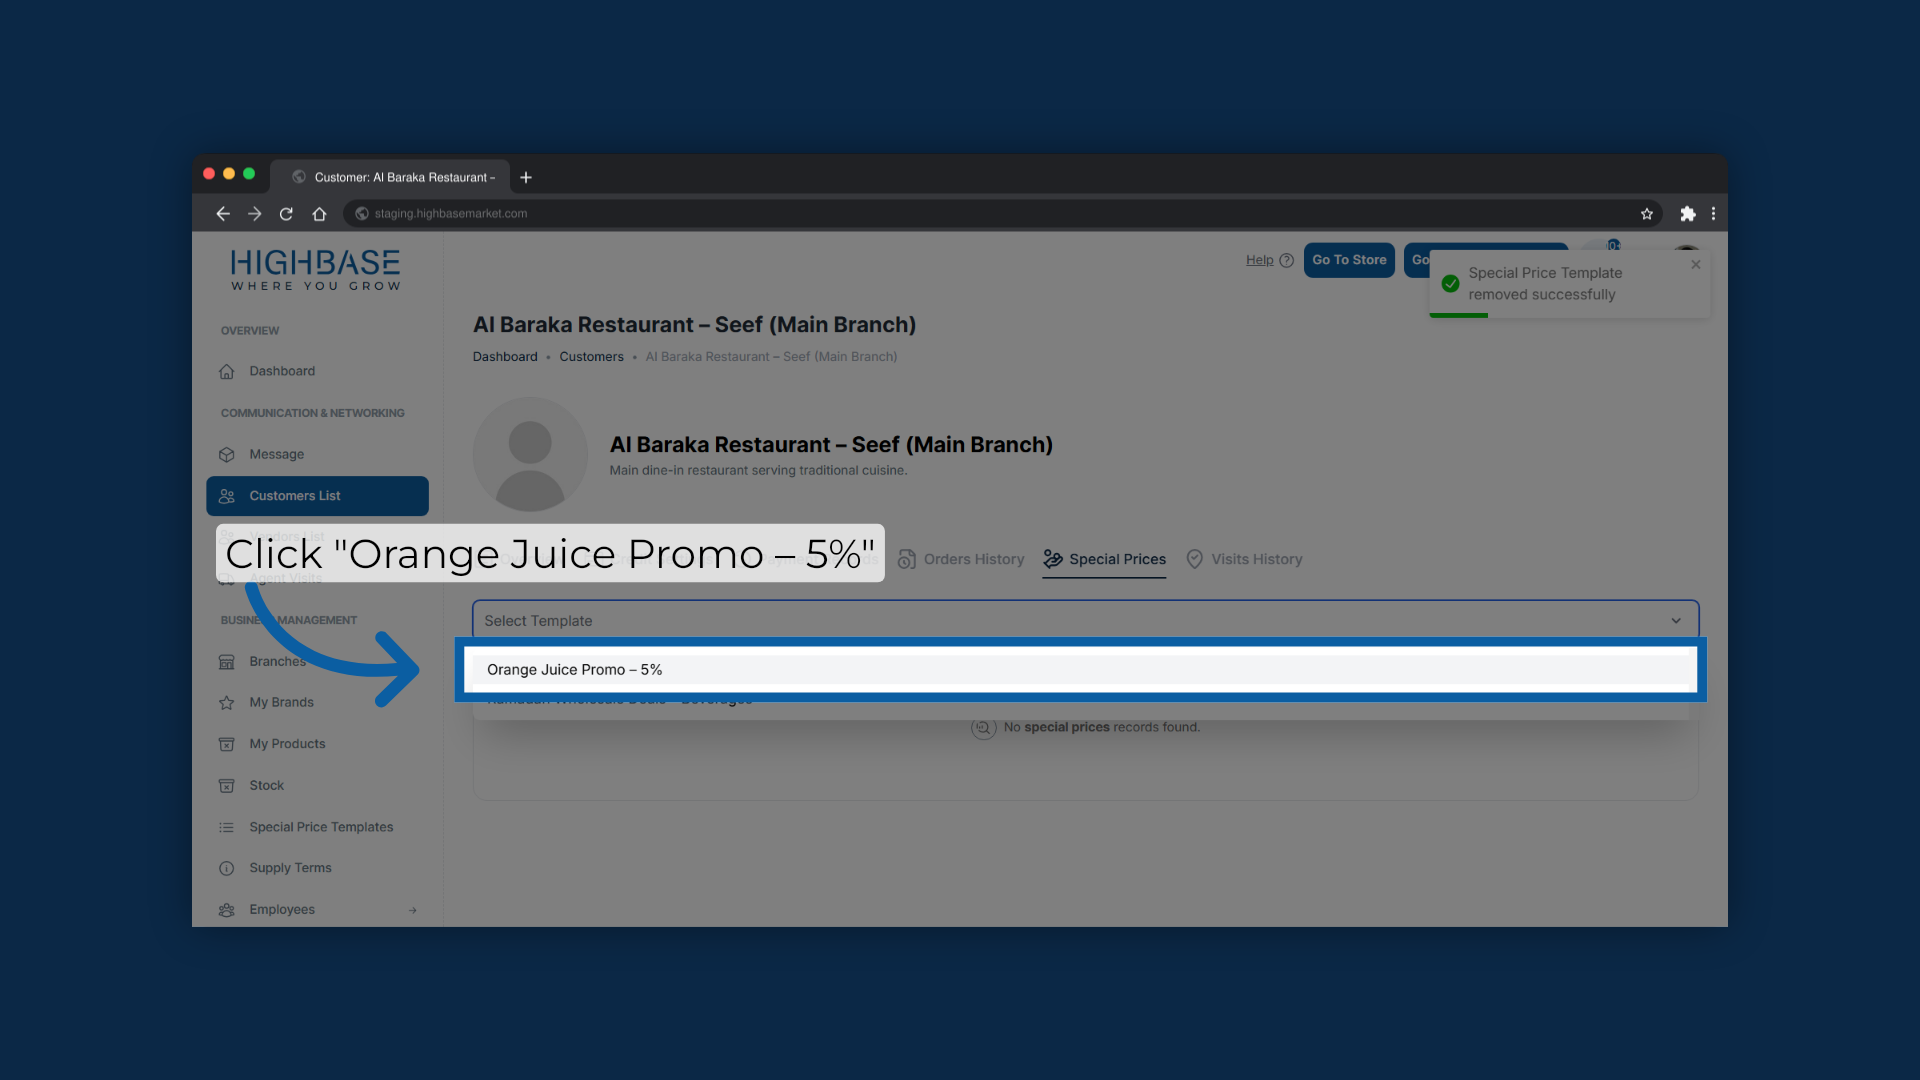 Customer: Al Baraka Restaurant –
staging.highbasemarket.com
HIGHBASE
WHERE YOU GROW
Help
Go To Store
Go
Special Price Template
removed successfully
OVERVIEW
Dashboard
COMMUNICATION & NETWORKING
Message
Customers List
Vendors List
Agent Visits
BUSINESS MANAGEMENT
Branches
My Brands
My Products
Stock
Special Price Templates
Supply Terms
Employees
Al Baraka Restaurant – Seef (Main Branch)
Dashboard • Customers • Al Baraka Restaurant – Seef (Main Branch)
Al Baraka Restaurant – Seef (Main Branch)
Main dine-in restaurant serving traditional cuisine.
Click "Orange Juice Promo – 5%"
Orders History
Special Prices
Visits History
Select Template
Orange Juice Promo – 5%
Ramadan Wholesale Deals – Beverages
No special prices records found.